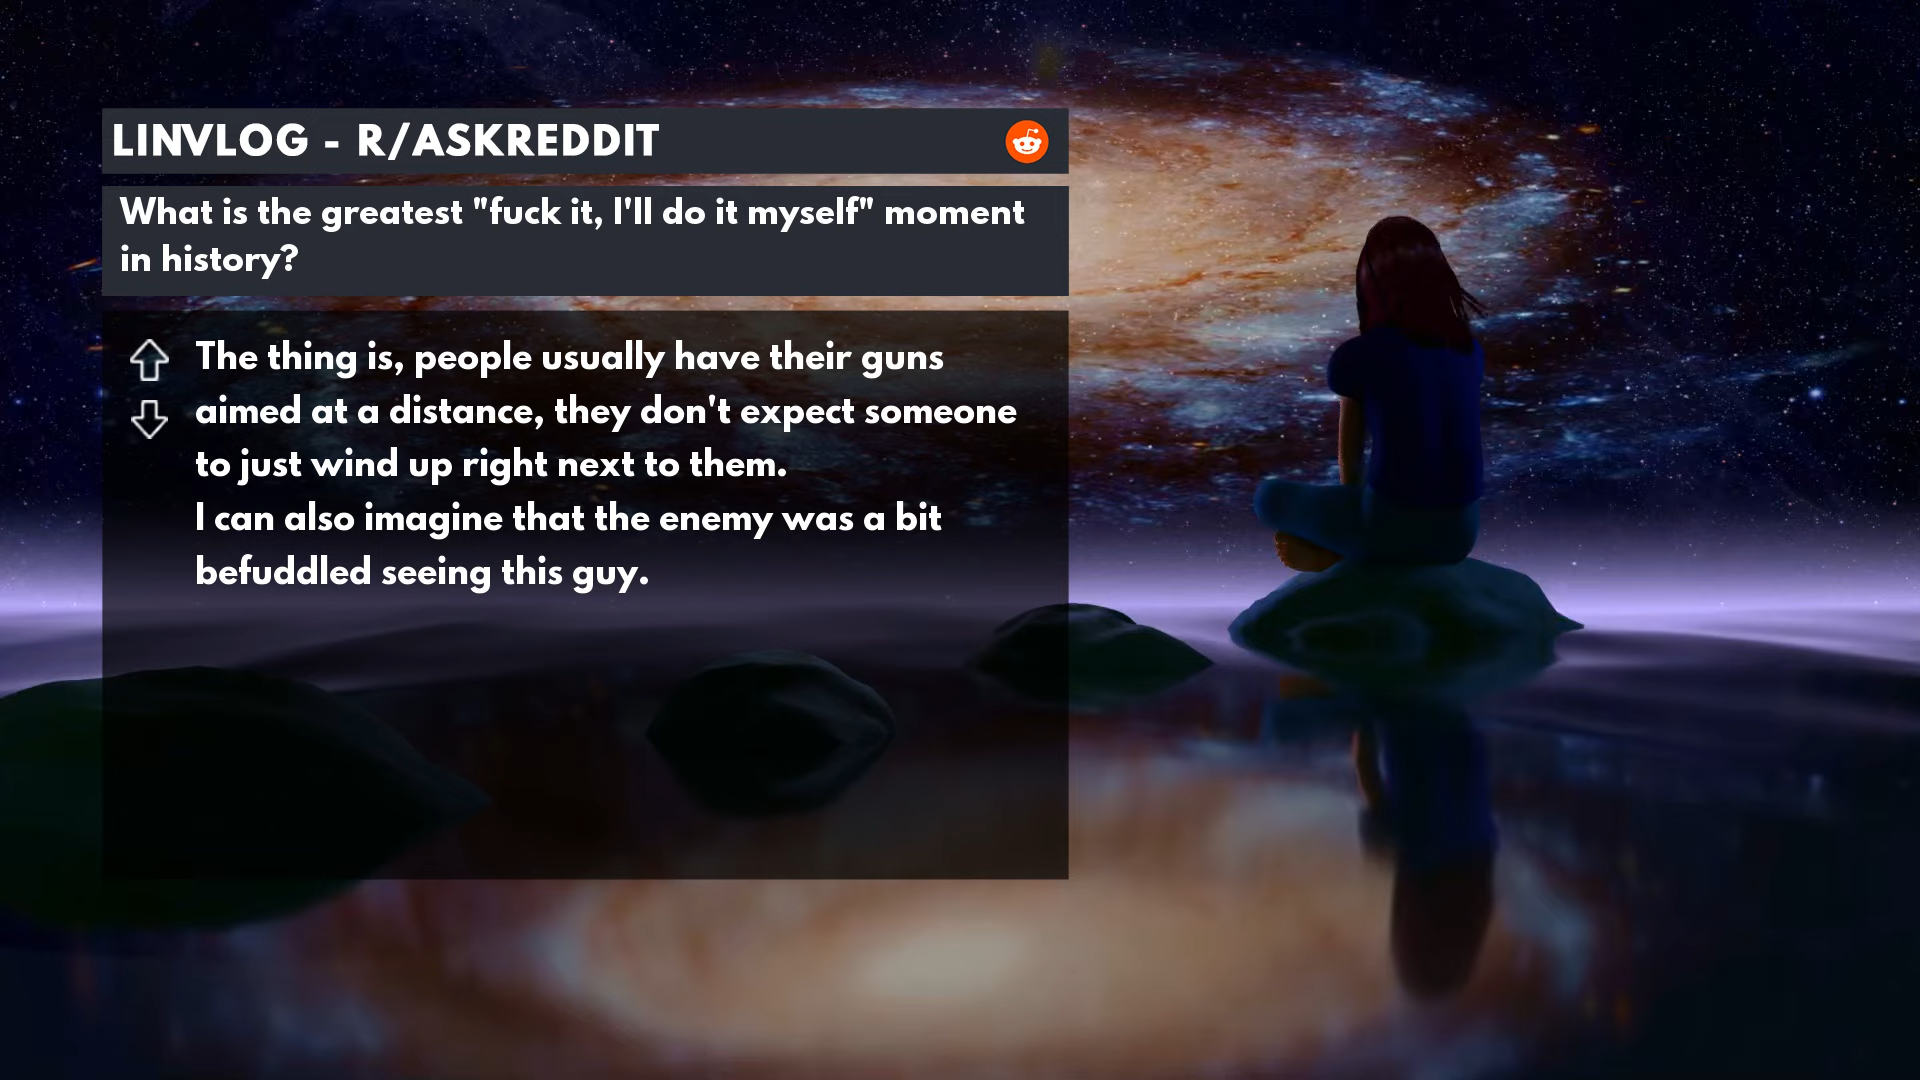 LINVLOG - R/ASKREDDIT
What is the greatest "fuck it, I'll do it myself" moment
in history?
The thing is, people usually have their guns
aimed at a distance, they don't expect someone
to just wind up right next to them.
I can also imagine that the enemy was a bit
befuddled seeing this guy.